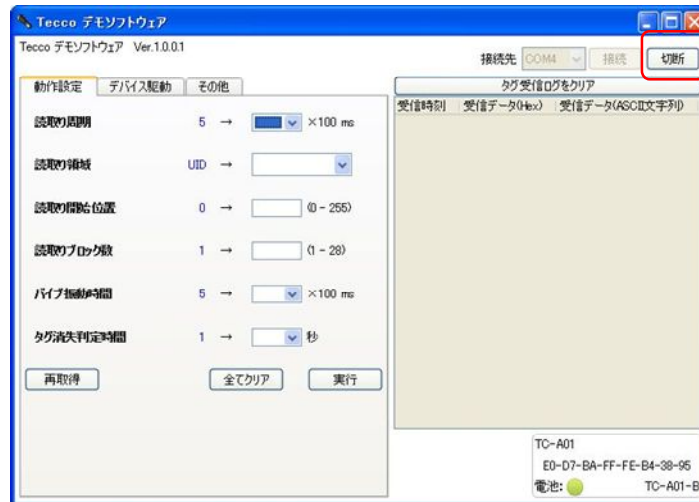 Tecco デモソフトウェア
Tecco デモソフトウェア Ver.1.0.0.1
接続先 COM4 接続 切断
動作設定 デバイス駆動 その他
タグ受信ログをクリア
受信時刻 受信データ(Hex) 受信データ(ASCII文字列)
読取り周期 5 → ×100 ms
読取り領域 UID →
読取り開始位置 0 → (0 - 255)
読取りブロック数 1 → (1 - 28)
バイブ振動時間 5 → ×100 ms
タグ消失判定時間 1 → 秒
再取得 全てクリア 実行
TC-A01
E0-D7-BA-FF-FE-B4-38-95
電池: TC-A01-B